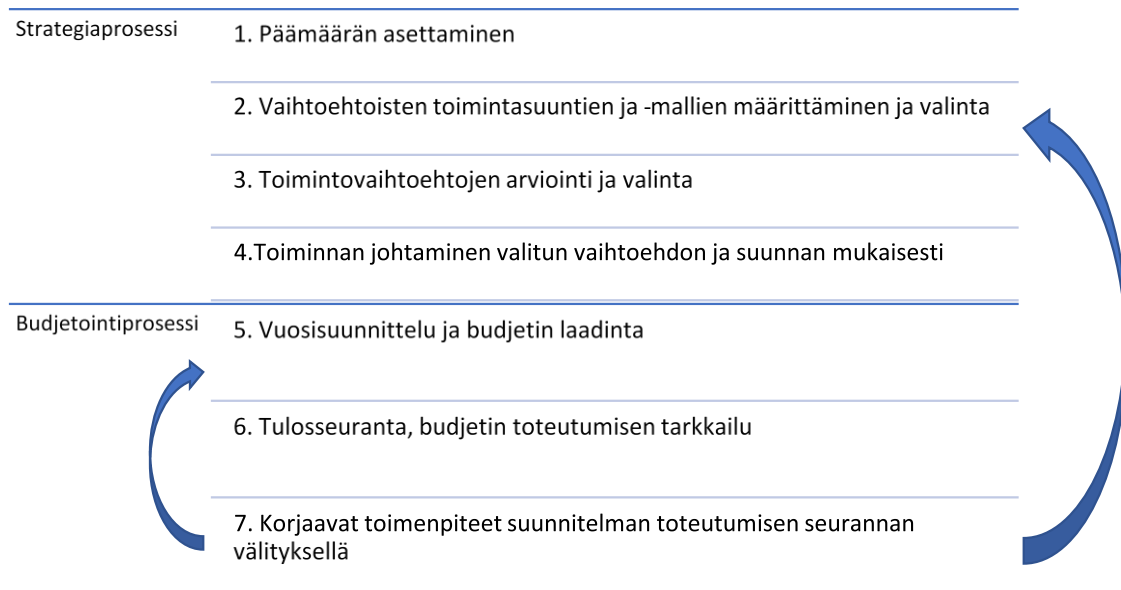 Strategiaprosessi
1. Päämäärän asettaminen
2. Vaihtoehtoisten toimintasuuntien ja -mallien määrittäminen ja valinta
3. Toimintovaihtoehtojen arviointi ja valinta
4.Toiminnan johtaminen valitun vaihtoehdon ja suunnan mukaisesti
Budjetointiprosessi
5. Vuosisuunnittelu ja budjetin laadinta
6. Tulosseuranta, budjetin toteutumisen tarkkailu
7. Korjaavat toimenpiteet suunnitelman toteutumisen seurannan
välityksellä